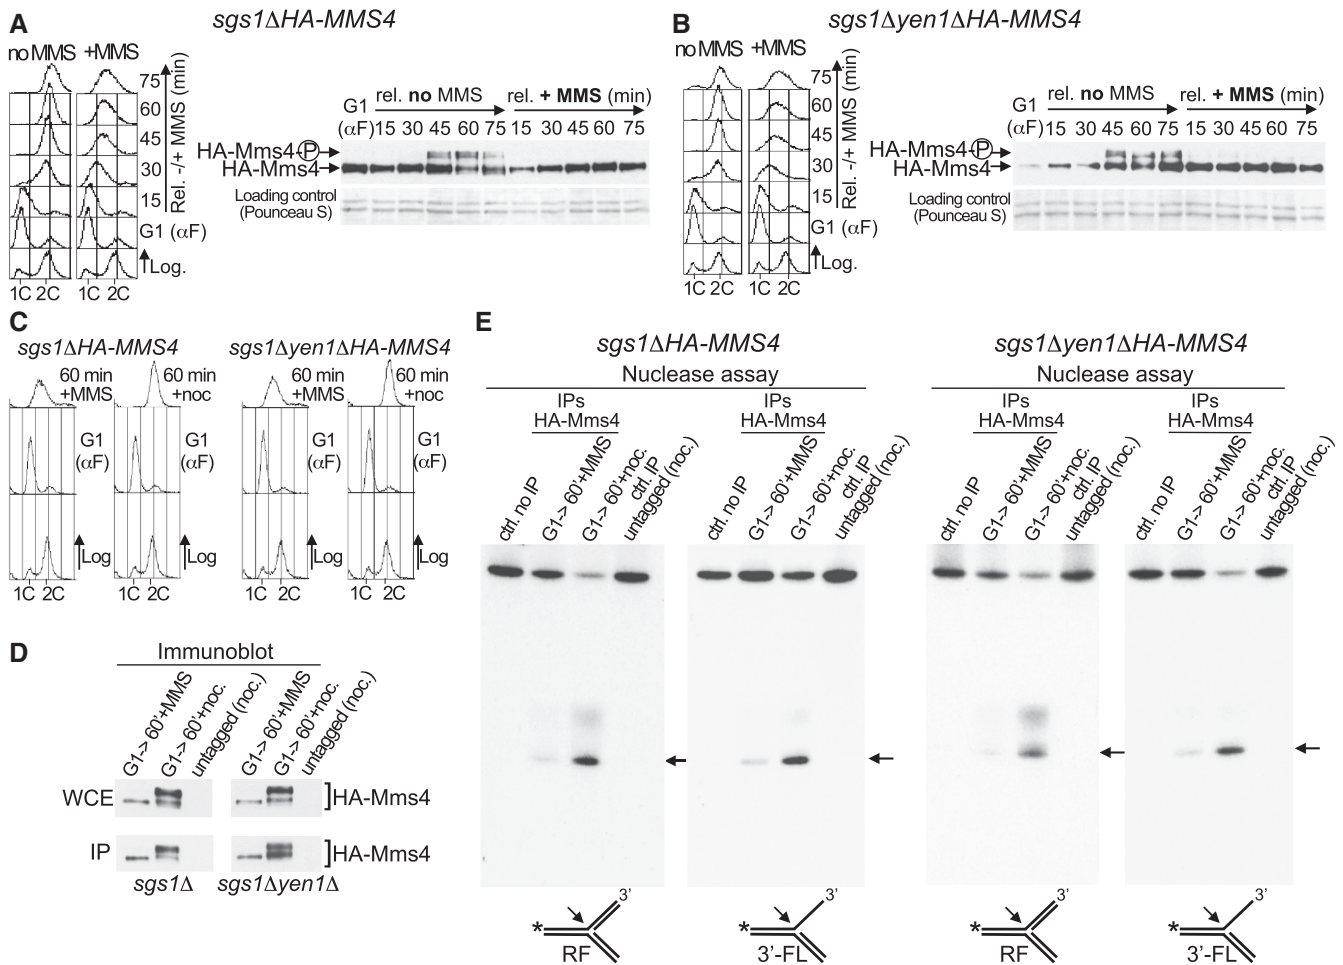 A
sgs1ΔHA-MMS4
no MMS +MMS
75
60
45
30
15
Rel. -/+ MMS (min)
G1 (αF)
Log.
1C 2C 1C 2C
G1 rel. no MMS rel. + MMS (min)
(αF) 15 30 45 60 75 15 30 45 60 75
HA-Mms4-P
HA-Mms4
Loading control
(Pounceau S)
B
sgs1Δyen1ΔHA-MMS4
no MMS +MMS
75
60
45
30
15
Rel. -/+ MMS (min)
G1 (αF)
Log.
1C 2C 1C 2C
G1 rel. no MMS rel. + MMS (min)
(αF) 15 30 45 60 75 15 30 45 60 75
HA-Mms4-P
HA-Mms4
Loading control
(Pounceau S)
C
sgs1ΔHA-MMS4 sgs1Δyen1ΔHA-MMS4
60 min 60 min 60 min 60 min
+MMS +noc +MMS +noc
G1 G1 G1 G1
(αF) (αF) (αF) (αF)
Log Log Log Log
1C 2C 1C 2C 1C 2C 1C 2C
D
Immunoblot
G1-> 60'+MMS
G1-> 60'+noc.
untagged (noc.)
G1-> 60'+MMS
G1-> 60'+noc.
untagged (noc.)
WCE
HA-Mms4
IP
HA-Mms4
sgs1Δ sgs1Δyen1Δ
E
sgs1ΔHA-MMS4
Nuclease assay
IPs
HA-Mms4
ctrl. no IP
G1-> 60'+MMS
G1-> 60'+noc.
ctrl. IP
untagged (noc.)
IPs
HA-Mms4
ctrl. no IP
G1-> 60'+MMS
G1-> 60'+noc.
ctrl. IP
untagged (noc.)
* 3'
RF
* 3'
3'-FL
sgs1Δyen1ΔHA-MMS4
Nuclease assay
IPs
HA-Mms4
ctrl. no IP
G1-> 60'+MMS
G1-> 60'+noc.
ctrl. IP
untagged (noc.)
IPs
HA-Mms4
ctrl. no IP
G1-> 60'+MMS
G1-> 60'+noc.
ctrl. IP
untagged (noc.)
* 3'
RF
* 3'
3'-FL